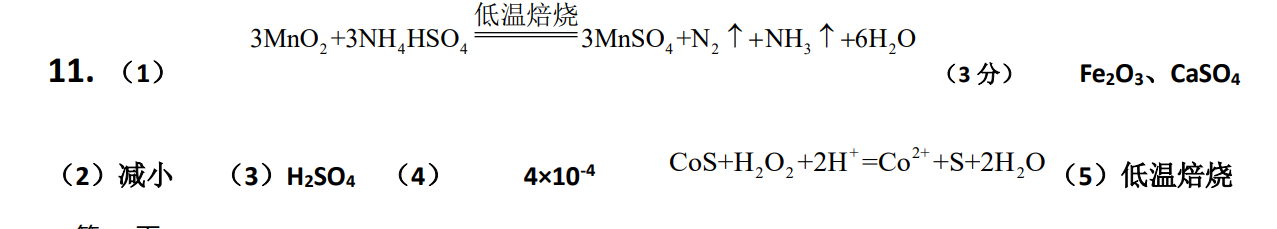 11.（1） 3MnO₂+3NH₄HSO₄ 低温焙烧 3MnSO₄+N₂↑+NH₃↑+6H₂O （3 分） Fe₂O₃、CaSO₄
（2）减小 （3）H₂SO₄ （4） 4×10⁻⁴ CoS+H₂O₂+2H⁺=Co²⁺+S+2H₂O （5）低温焙烧